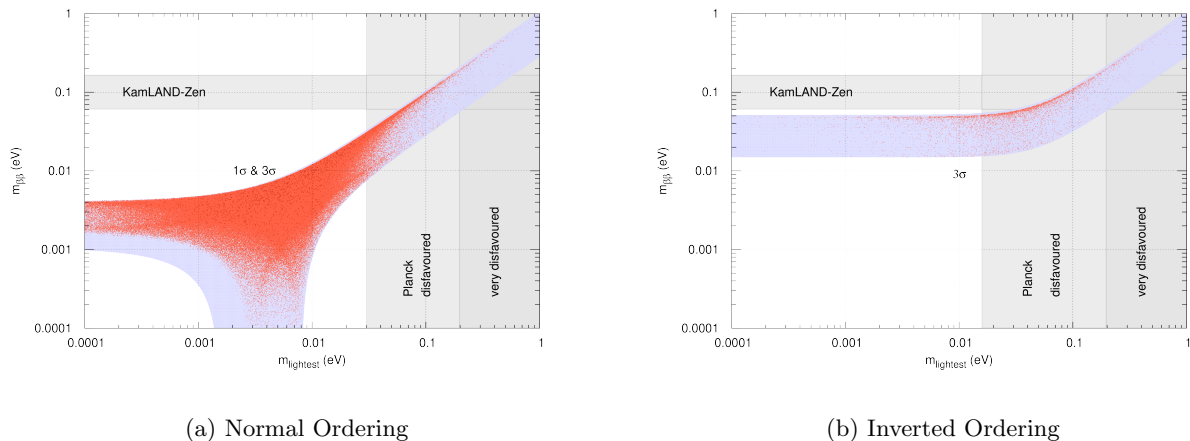 1
0.1
0.01
0.001
0.0001
m_ββ (eV)
KamLAND-Zen
1σ & 3σ
Planck
disfavoured
very disfavoured
0.0001 0.001 0.01 0.1 1
m_lightest (eV)
(a) Normal Ordering
1
0.1
0.01
0.001
0.0001
m_ββ (eV)
KamLAND-Zen
3σ
Planck
disfavoured
very disfavoured
0.0001 0.001 0.01 0.1 1
m_lightest (eV)
(b) Inverted Ordering